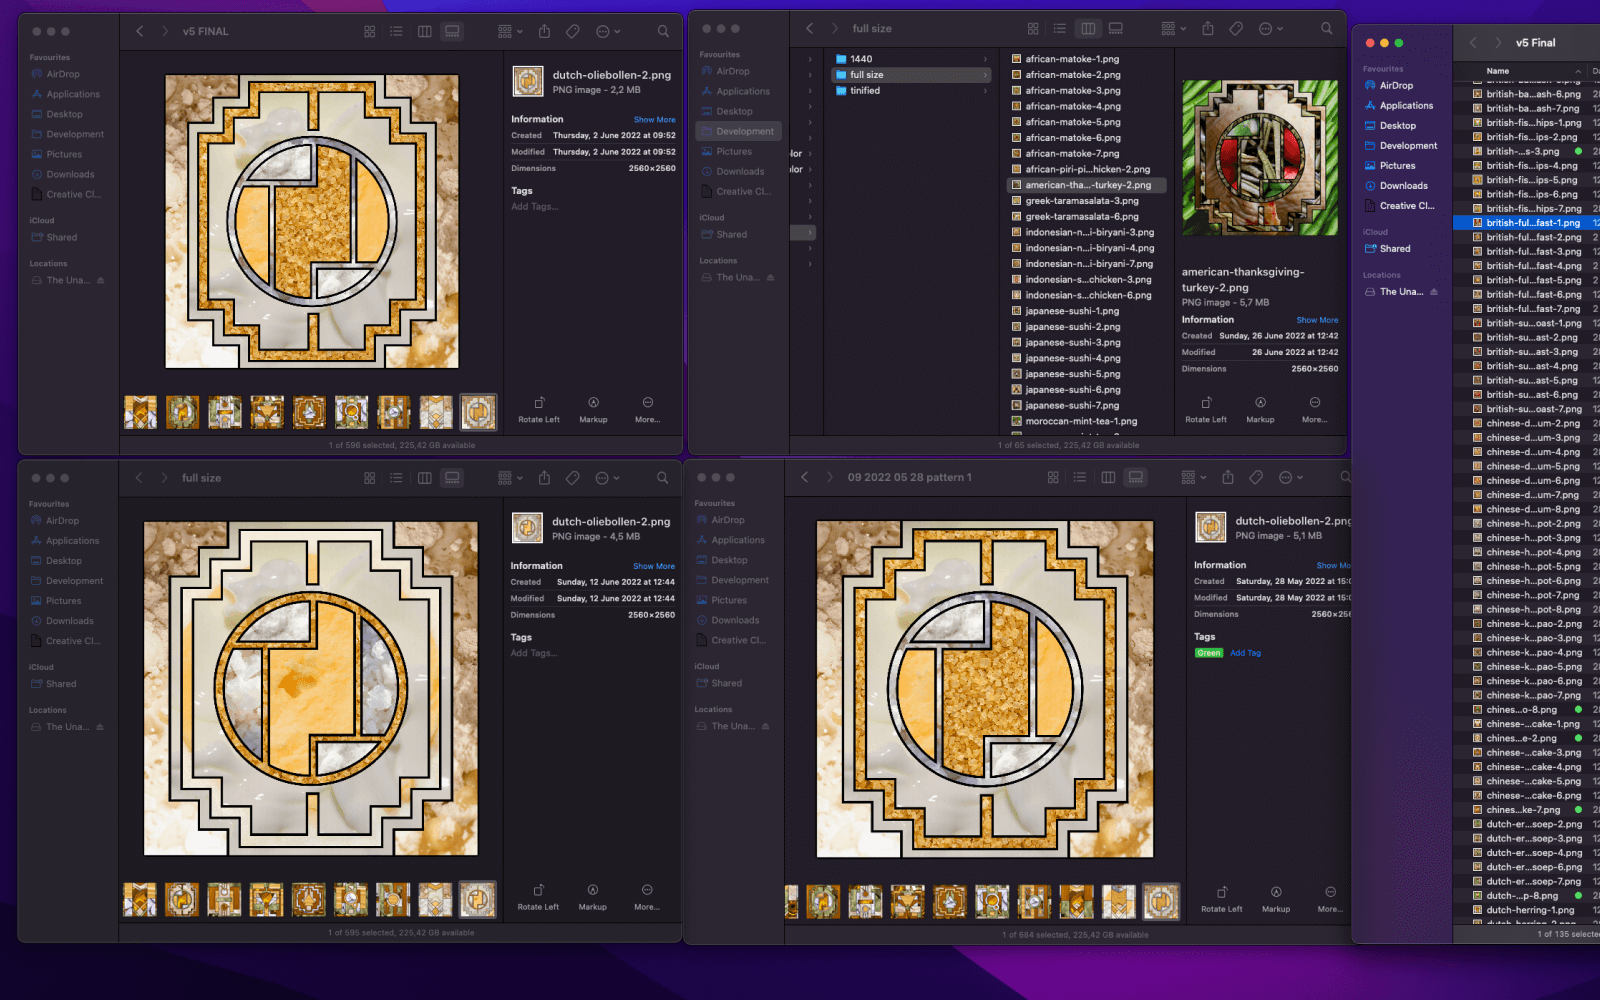 v5 FINAL
Favourites
AirDrop
Applications
Desktop
Development
Pictures
Downloads
Creative Cl...
iCloud
Shared
Locations
The Una...
dutch-oliebollen-2.png
PNG image - 2,2 MB
Information
Show More
Created Thursday, 2 June 2022 at 09:52
Modified Thursday, 2 June 2022 at 09:52
Dimensions 2560×2560
Tags
Add Tags...
Rotate Left
Markup
More...
1 of 596 selected, 225,42 GB available
full size
Favourites
AirDrop
Applications
Desktop
Development
Pictures
Downloads
Creative Cl...
iCloud
Shared
Locations
The Una...
lor
lor
1440
full size
tinified
african-matoke-1.png
african-matoke-2.png
african-matoke-3.png
african-matoke-4.png
african-matoke-5.png
african-matoke-6.png
african-matoke-7.png
african-piri-pi...hicken-2.png
american-tha...-turkey-2.png
greek-taramasalata-3.png
greek-taramasalata-6.png
indonesian-n...i-biryani-3.png
indonesian-n...i-biryani-4.png
indonesian-n...i-biryani-7.png
indonesian-s...chicken-3.png
indonesian-s...chicken-6.png
japanese-sushi-1.png
japanese-sushi-2.png
japanese-sushi-3.png
japanese-sushi-4.png
japanese-sushi-5.png
japanese-sushi-6.png
japanese-sushi-7.png
moroccan-mint-tea-1.png
american-thanksgiving-
turkey-2.png
PNG image - 5,7 MB
Information
Show More
Created Sunday, 26 June 2022 at 12:42
Modified 26 June 2022 at 12:42
Dimensions 2560×2560
Rotate Left
Markup
More...
1 of 65 selected, 225,42 GB available
full size
Favourites
AirDrop
Applications
Desktop
Development
Pictures
Downloads
Creative Cl...
iCloud
Shared
Locations
The Una...
dutch-oliebollen-2.png
PNG image - 4,5 MB
Information
Show More
Created Sunday, 12 June 2022 at 12:44
Modified Sunday, 12 June 2022 at 12:44
Dimensions 2560×2560
Tags
Add Tags...
Rotate Left
Markup
More...
1 of 595 selected, 225,42 GB available
09 2022 05 28 pattern 1
Favourites
AirDrop
Applications
Desktop
Development
Pictures
Downloads
Creative Cl...
iCloud
Shared
Locations
The Una...
dutch-oliebollen-2.png
PNG image - 5,1 MB
Information
Show Mo
Created Saturday, 28 May 2022 at 15:0
Modified Saturday, 28 May 2022 at 15:0
Dimensions 2560×256
Tags
Green Add Tag
Rotate Left
Markup
More...
1 of 684 selected, 225,42 GB available
v5 Final
Favourites
AirDrop
Applications
Desktop
Development
Pictures
Downloads
Creative Cl...
iCloud
Shared
Locations
The Una...
Name
british-ba...ash-6.png
british-ba...ash-7.png
british-fis...hips-1.png
british-fis...ips-2.png
british-...s-3.png
british-fis...ips-4.png
british-fis...ips-5.png
british-fis...ips-6.png
british-fis...hips-7.png
british-ful...fast-1.png
british-ful...fast-2.png
british-ful...fast-3.png
british-ful...fast-4.png
british-ful...fast-5.png
british-ful...fast-6.png
british-ful...fast-7.png
british-su...oast-1.png
british-su...ast-2.png
british-su...ast-3.png
british-su...ast-4.png
british-su...ast-5.png
british-su...ast-6.png
british-su...oast-7.png
chinese-d...um-2.png
chinese-d...um-3.png
chinese-d...um-4.png
chinese-d...um-5.png
chinese-d...um-6.png
chinese-d...um-7.png
chinese-d...um-8.png
chinese-h...pot-2.png
chinese-h...pot-3.png
chinese-h...pot-4.png
chinese-h...pot-5.png
chinese-h...pot-6.png
chinese-h...pot-7.png
chinese-h...pot-8.png
chinese-k...pao-2.png
chinese-k...pao-3.png
chinese-k...pao-4.png
chinese-k...pao-5.png
chinese-k...pao-6.png
chinese-k...pao-7.png
chines...o-8.png
chinese-...cake-1.png
chines...e-2.png
chinese-...cake-3.png
chinese-...cake-4.png
chinese-...cake-5.png
chinese-...cake-6.png
chines...ke-7.png
dutch-er...soep-2.png
dutch-er...soep-3.png
dutch-er...soep-4.png
dutch-er...soep-6.png
dutch-er...soep-7.png
dutch-...p-8.png
dutch-herring-1.png
1 of 135 selected